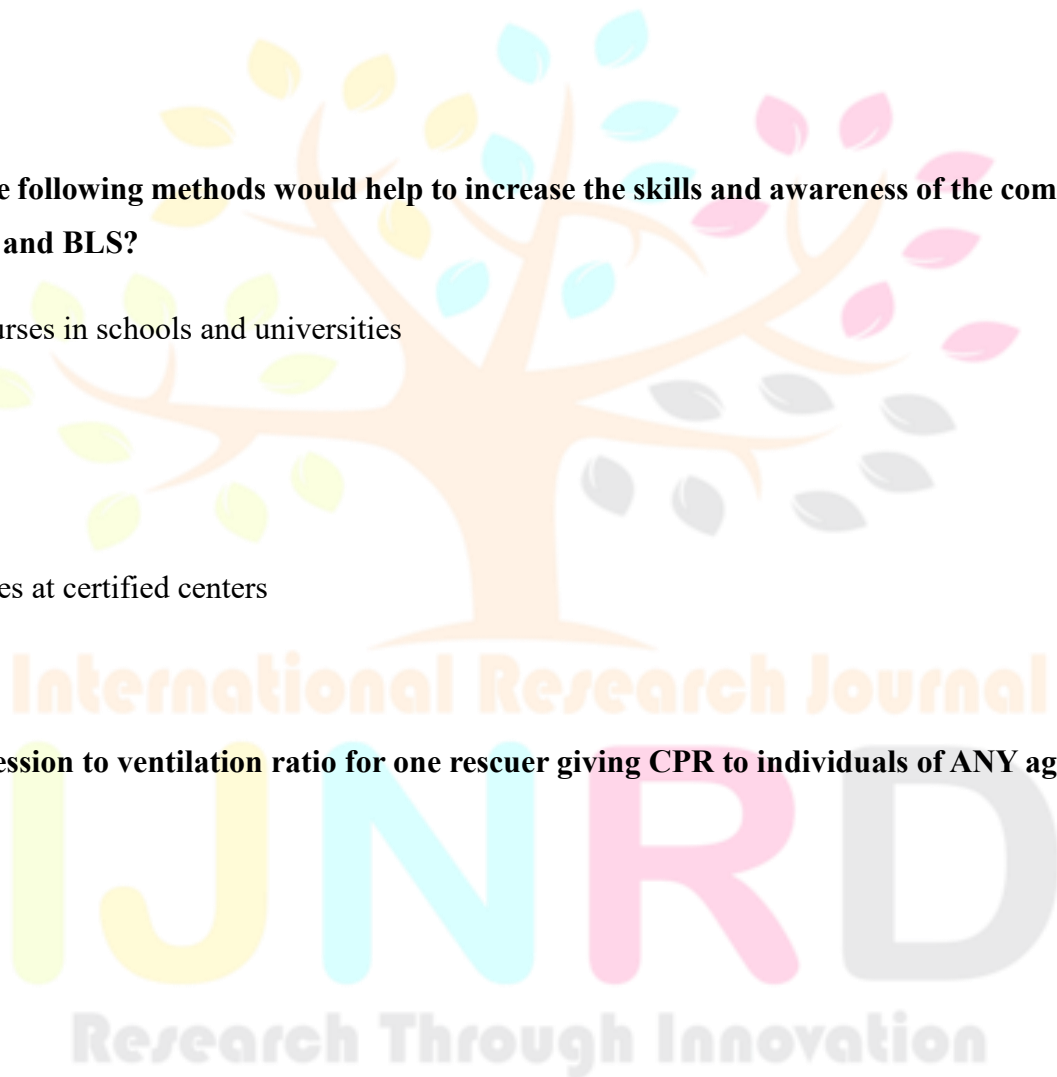 e following methods would help to increase the skills and awareness of the com
and BLS?
urses in schools and universities
es at certified centers
International Research Journal
ession to ventilation ratio for one rescuer giving CPR to individuals of ANY ag
IJNRD
Research Through Innovation